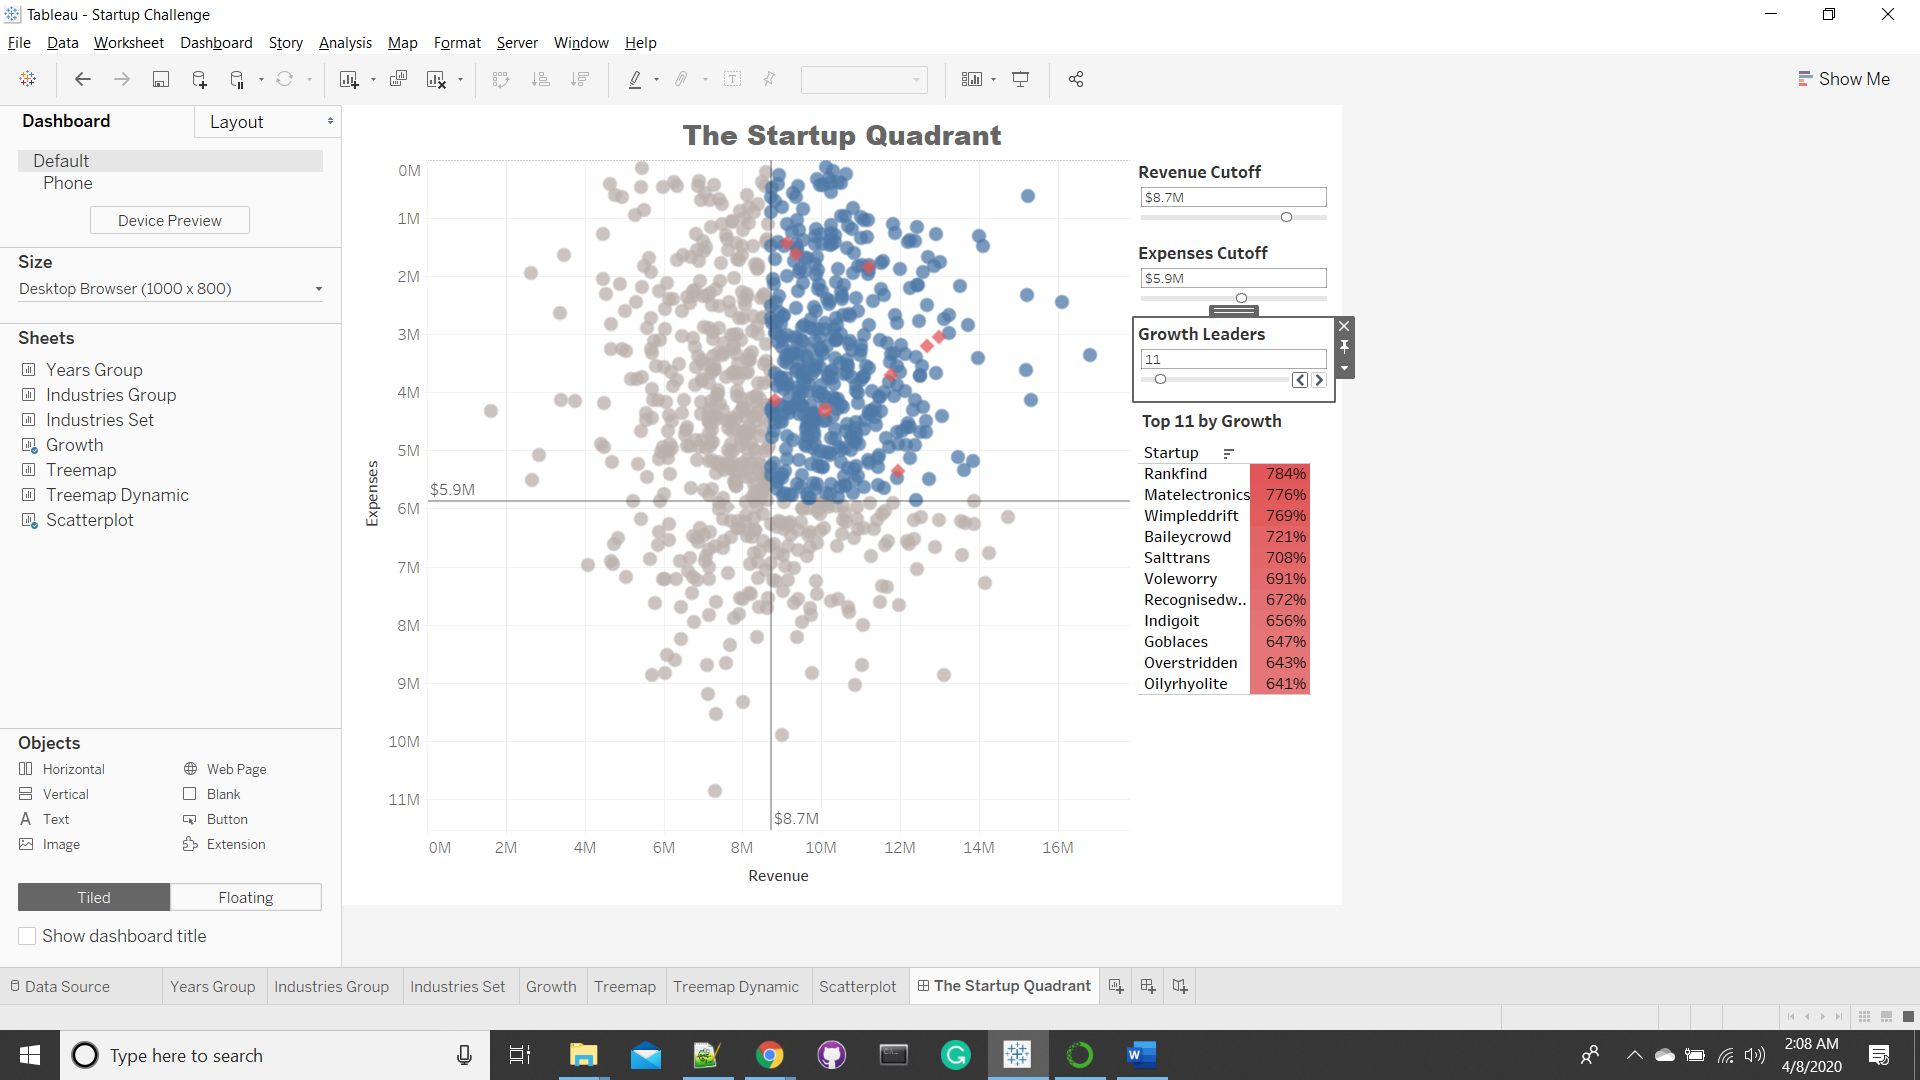 Tableau - Startup Challenge
File Data Worksheet Dashboard Story Analysis Map Format Server Window Help
Show Me
Dashboard Layout
Default
Phone
Device Preview
Size
Desktop Browser (1000 x 800)
Sheets
Years Group
Industries Group
Industries Set
Growth
Treemap
Treemap Dynamic
Scatterplot
Objects
Horizontal Web Page
Vertical Blank
Text Button
Image Extension
Tiled Floating
Show dashboard title
The Startup Quadrant
Expenses
0M
1M
2M
3M
4M
5M
$5.9M
6M
7M
8M
9M
10M
11M
$8.7M
0M 2M 4M 6M 8M 10M 12M 14M 16M
Revenue
Revenue Cutoff
$8.7M
Expenses Cutoff
$5.9M
Growth Leaders
11
Top 11 by Growth
Startup
Rankfind 784%
Matelectronics 776%
Wimpleddrift 769%
Baileycrowd 721%
Salttrans 708%
Voleworry 691%
Recognisedw.. 672%
Indigoit 656%
Goblaces 647%
Overstridden 643%
Oilyrhyolite 641%
Data Source Years Group Industries Group Industries Set Growth Treemap Treemap Dynamic Scatterplot The Startup Quadrant
Type here to search
2:08 AM
4/8/2020